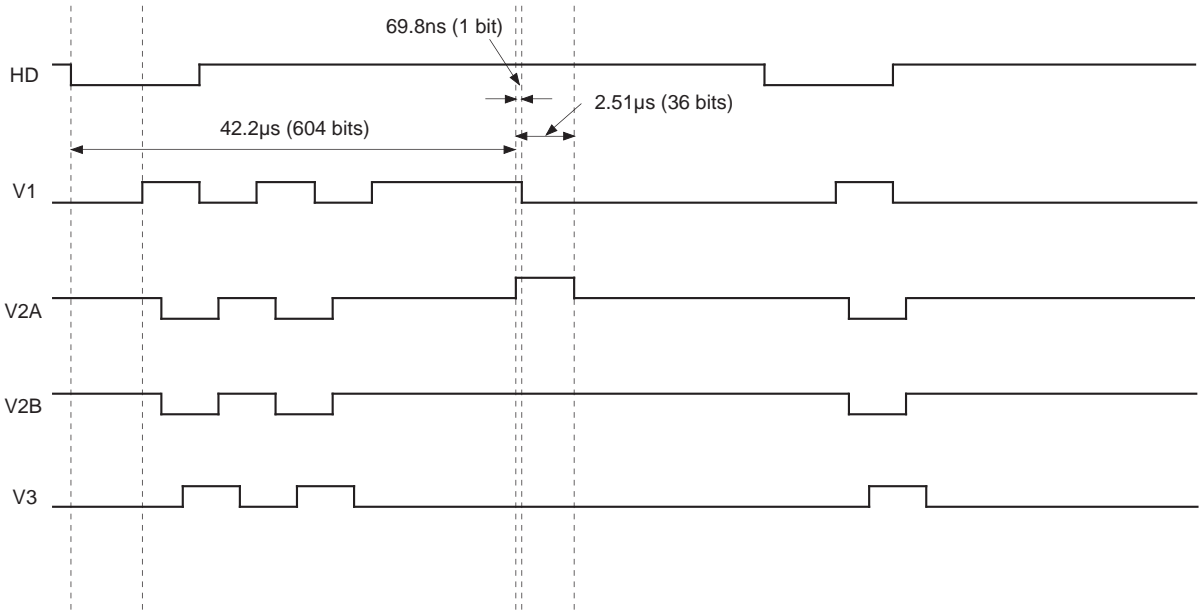 69.8ns (1 bit)
HD
2.51µs (36 bits)
42.2µs (604 bits)
V1
V2A
V2B
V3